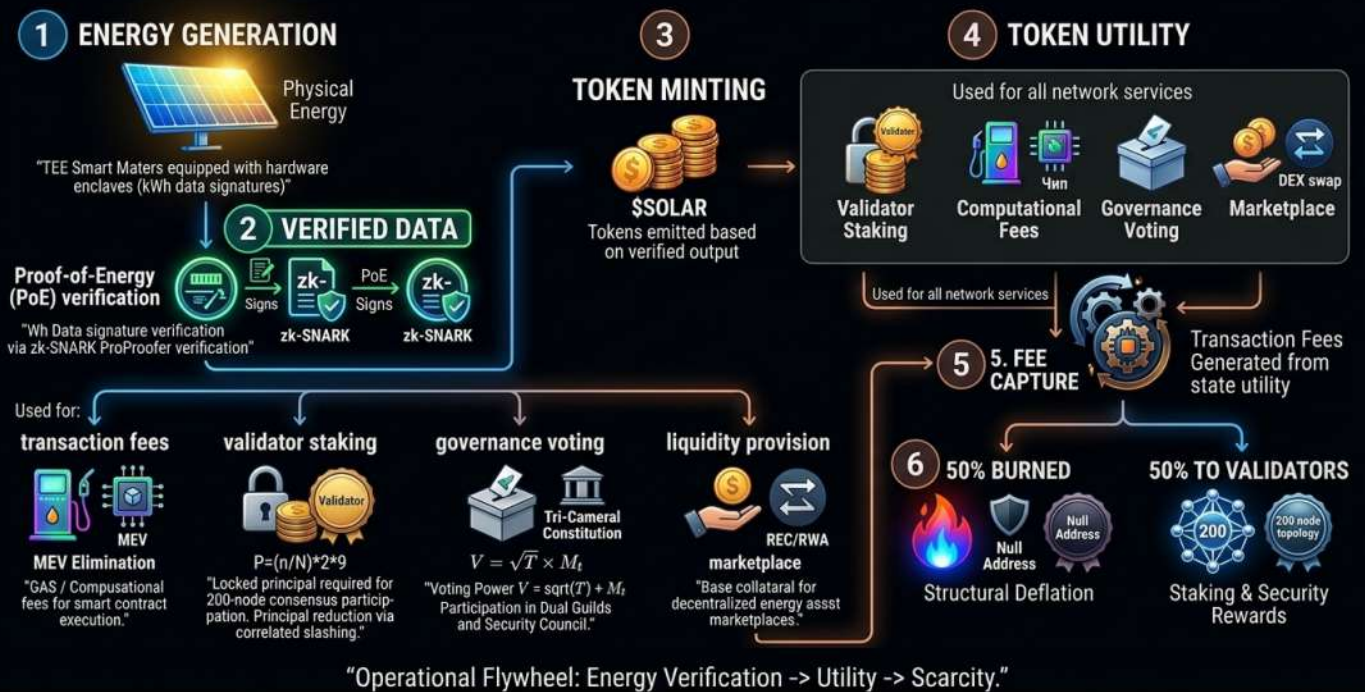 1 ENERGY GENERATION
Physical
Energy
"TEE Smart Maters equipped with hardware
enclaves (kWh data signatures)"
2 VERIFIED DATA
Proof-of-Energy
(PoE) verification
Signs
zk-
zk-SNARK
PoE
Signs
zk-
zk-SNARK
"Wh Data signature verification
via zk-SNARK ProProofer verification"
3
TOKEN MINTING
$SOLAR
Tokens emitted based
on verified output
4 TOKEN UTILITY
Used for all network services
Validater
Validator
Staking
Чип
Computational
Fees
Governance
Voting
DEX swap
Marketplace
Used for all network services
5 5. FEE
CAPTURE
Transaction Fees
Generated from
state utility
Used for:
transaction fees
MEV
MEV Elimination
"GAS / Compusational
fees for smart contract
execution."
validator staking
Validator
P=(n/N)*2*9
"Locked principal required for
200-node consensus particip-
pation. Principal reduction via
correlated slashing."
governance voting
Tri-Cameral
Constitution
V = √T × Mₜ
"Voting Power V = sqrt(T) + Mₜ
Participation in Dual Guilds
and Security Council."
liquidity provision
REC/RWA
marketplace
"Base collataral for
decentralized energy assst
marketplaces."
6 50% BURNED
Null
Address
Null
Address
Structural Deflation
50% TO VALIDATORS
200
200 node
topology
Staking & Security
Rewards
"Operational Flywheel: Energy Verification -> Utility -> Scarcity."